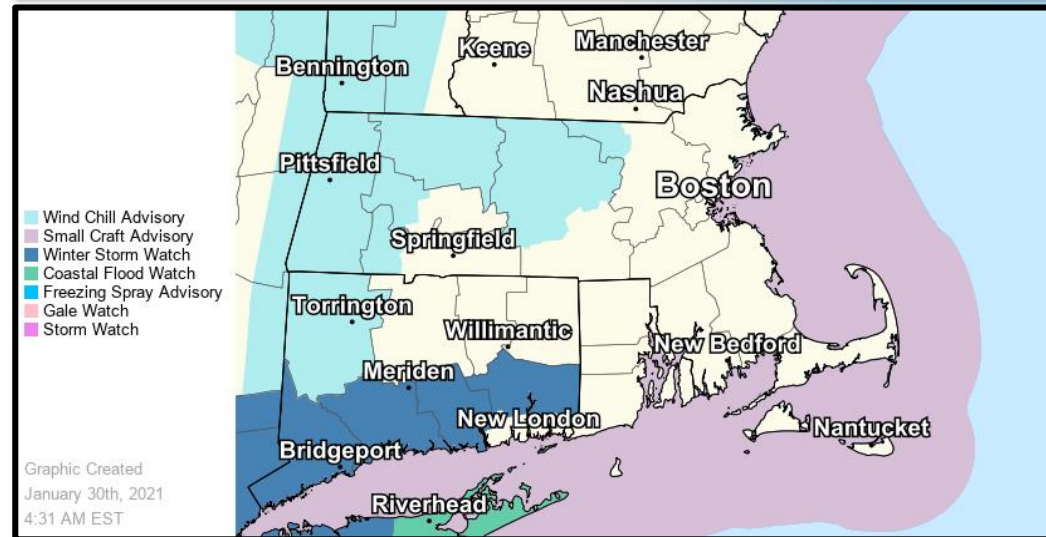 Keene
Manchester
Bennington
Nashua
Pittsfield
Boston
Wind Chill Advisory
Small Craft Advisory
Winter Storm Watch
Coastal Flood Watch
Freezing Spray Advisory
Gale Watch
Storm Watch
Springfield
Torrington
Willimantic
New Bedford
Meriden
New London
Nantucket
Bridgeport
Riverhead
Graphic Created
January 30th, 2021
4:31 AM EST